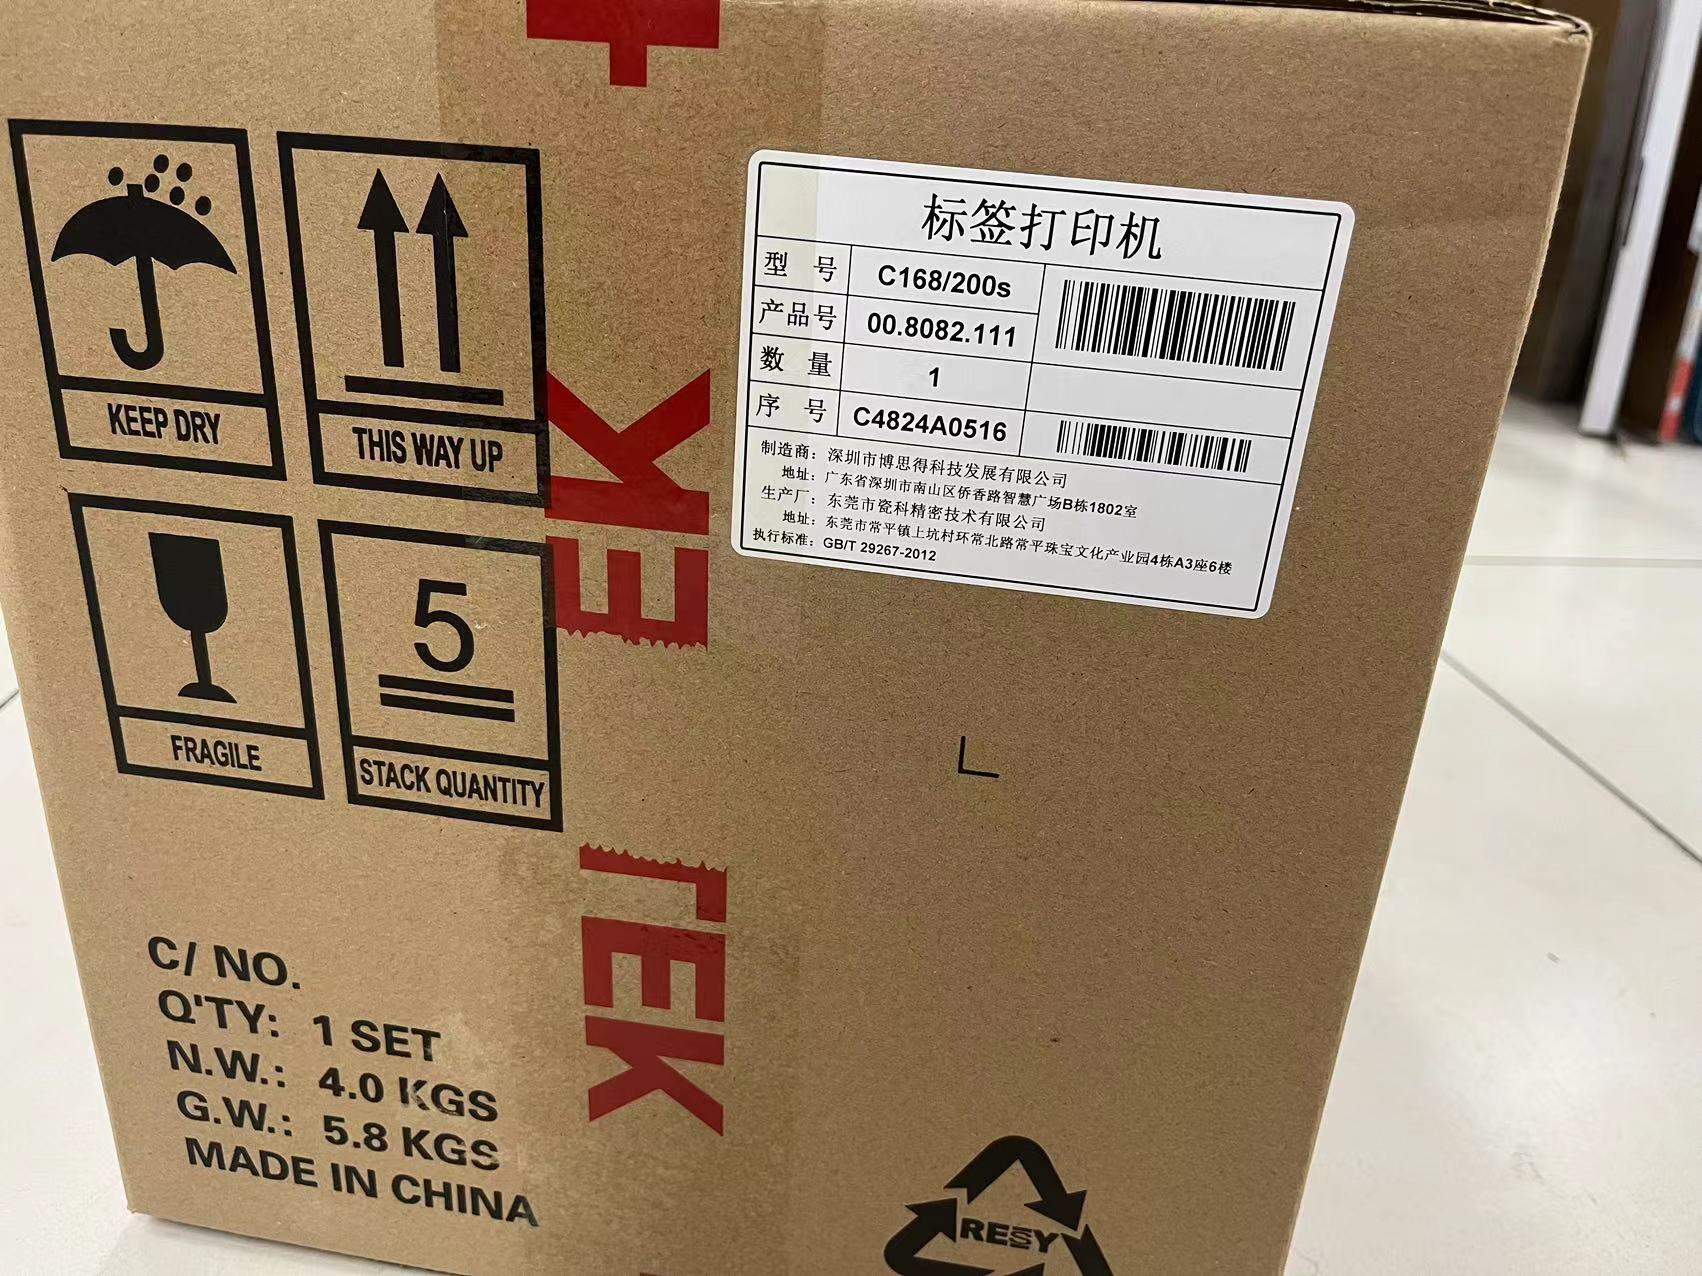 KEEP DRY
THIS WAY UP
FRAGILE
5
STACK QUANTITY
标签打印机
型 号 C168/200s
产品号 00.8082.111
数 量 1
序 号 C4824A0516
制造商：深圳市博思得科技发展有限公司
地址：广东省深圳市南山区侨香路智慧广场B栋1802室
生产厂：东莞市瓷科精密技术有限公司
地址：东莞市常平镇上坑村环常北路常平珠宝文化产业园4栋A3座6楼
执行标准：GB/T 29267-2012
C/ NO.
Q'TY: 1 SET
N.W.: 4.0 KGS
G.W.: 5.8 KGS
MADE IN CHINA
TEK
RESY